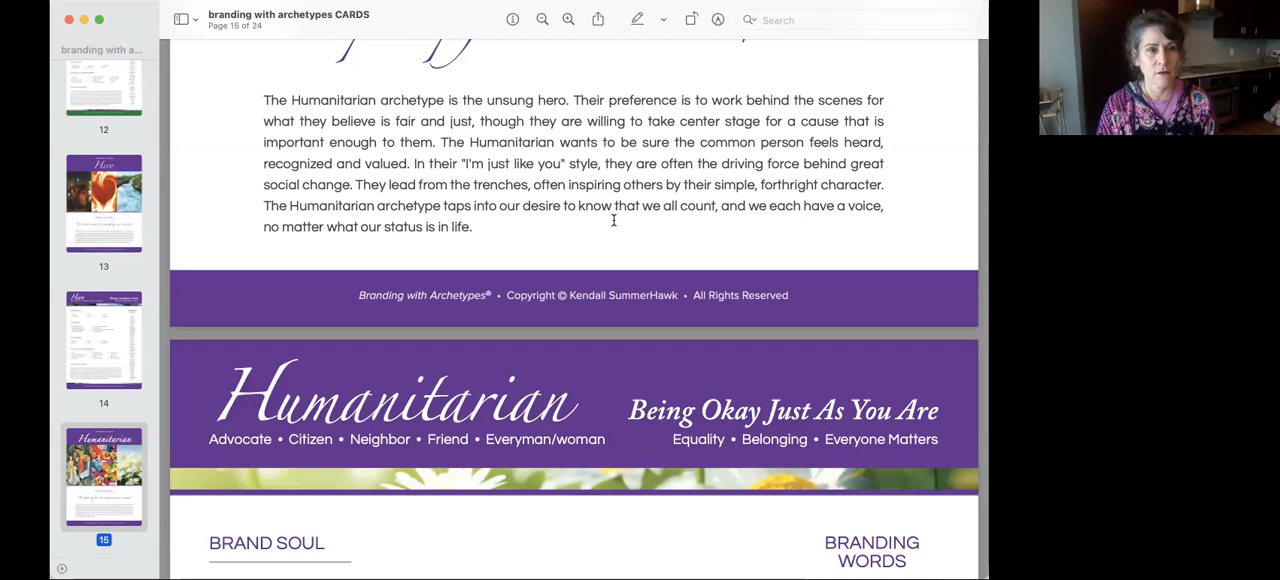 branding with archetypes CARDS
Page 15 of 24
Search
branding with a...
12
Hero
13
Hero
14
Humanitarian
15
The Humanitarian archetype is the unsung hero. Their preference is to work behind the scenes for
what they believe is fair and just, though they are willing to take center stage for a cause that is
important enough to them. The Humanitarian wants to be sure the common person feels heard,
recognized and valued. In their "I'm just like you" style, they are often the driving force behind great
social change. They lead from the trenches, often inspiring others by their simple, forthright character.
The Humanitarian archetype taps into our desire to know that we all count, and we each have a voice,
no matter what our status is in life.
Branding with Archetypes® • Copyright © Kendall SummerHawk • All Rights Reserved
Humanitarian
Being Okay Just As You Are
Advocate • Citizen • Neighbor • Friend • Everyman/woman
Equality • Belonging • Everyone Matters
BRAND SOUL
BRANDING
WORDS